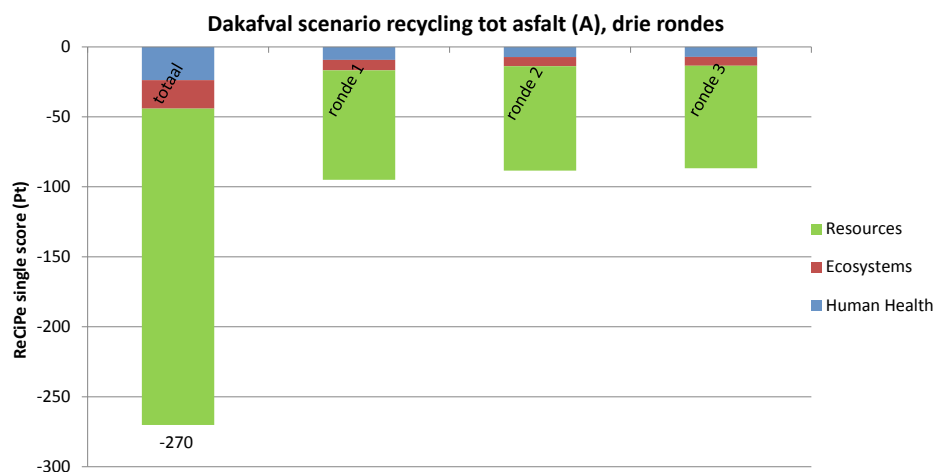 Dakafval scenario recycling tot asfalt (A), drie rondes
ReCiPe single score (Pt)
0
-50
-100
-150
-200
-250
-300
totaal
ronde 1
ronde 2
ronde 3
-270
Resources
Ecosystems
Human Health